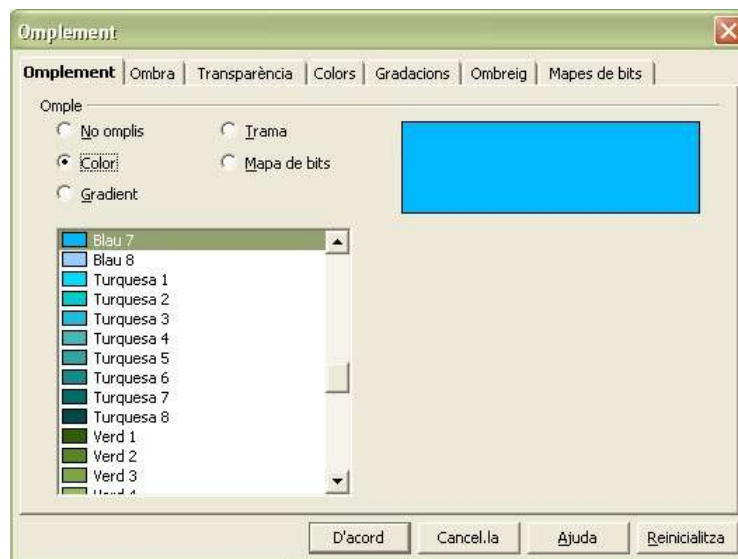 Omplement
Omplement Ombra Transparència Colors Gradacions Ombreig Mapes de bits
Omple
No omplis Trama
Color Mapa de bits
Gradient
Blau 7
Blau 8
Turquesa 1
Turquesa 2
Turquesa 3
Turquesa 4
Turquesa 5
Turquesa 6
Turquesa 7
Turquesa 8
Verd 1
Verd 2
Verd 3
D'acord Cancel.la Ajuda Reinicialitza